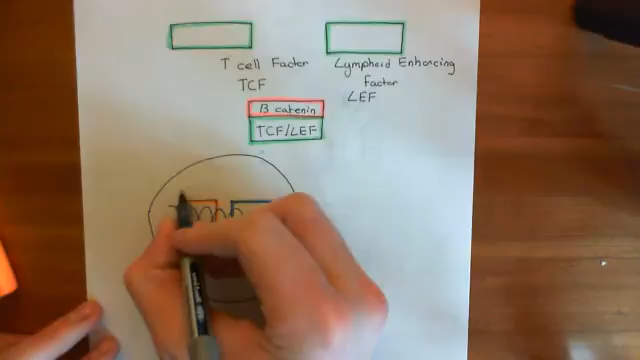 T cell Factor
TCF
Lymphoid Enhancing
Factor
LEF
β catenin
TCF/LEF